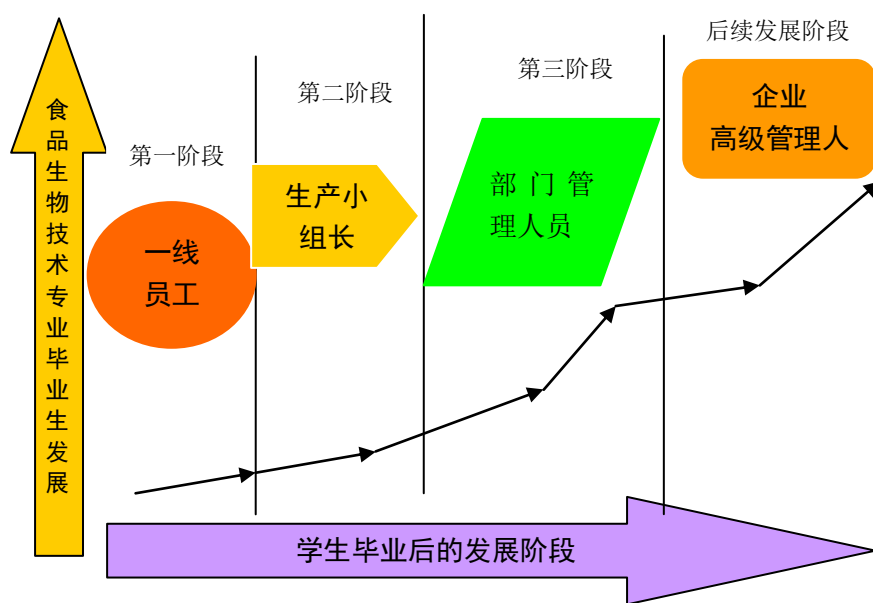 食品生物技术专业毕业生发展
第一阶段
一线
员工
第二阶段
生产小
组长
第三阶段
部门管
理人员
后续发展阶段
企业
高级管理人
学生毕业后的发展阶段